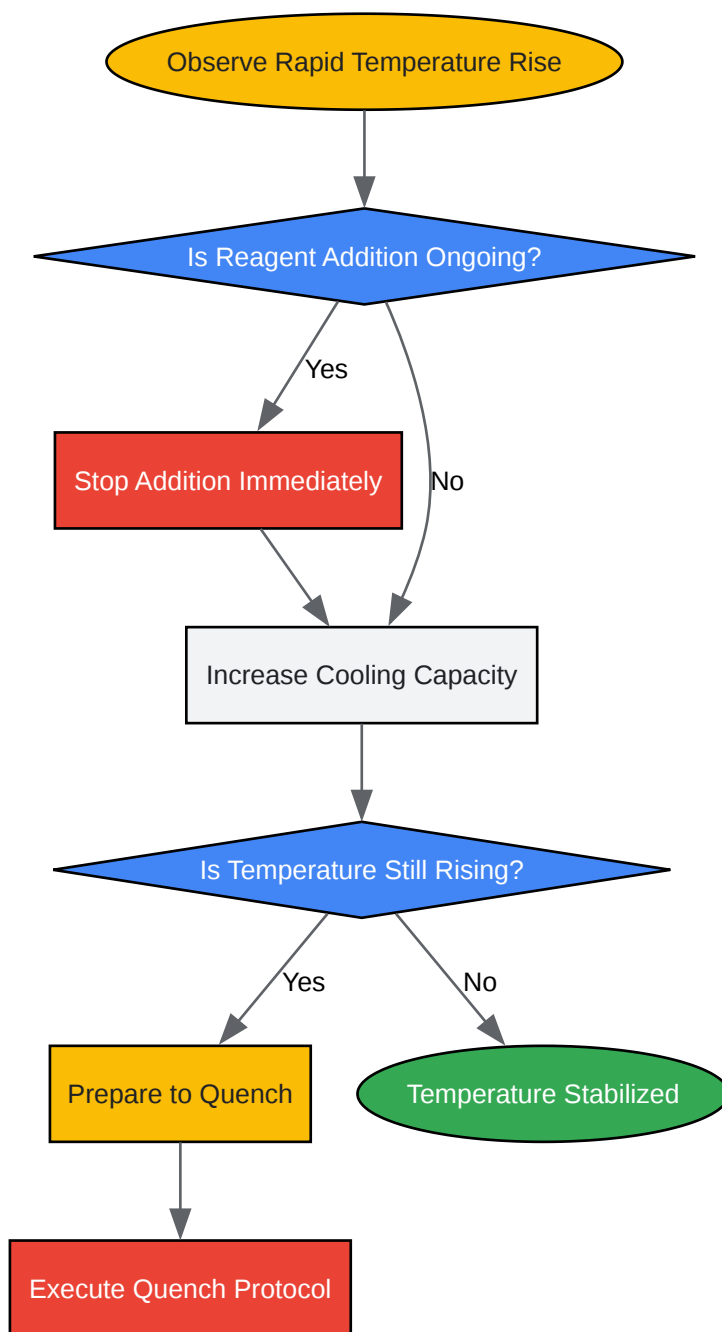 Observe Rapid Temperature Rise
Is Reagent Addition Ongoing?
Yes
Stop Addition Immediately
No
Increase Cooling Capacity
Is Temperature Still Rising?
Yes
No
Prepare to Quench
Temperature Stabilized
Execute Quench Protocol